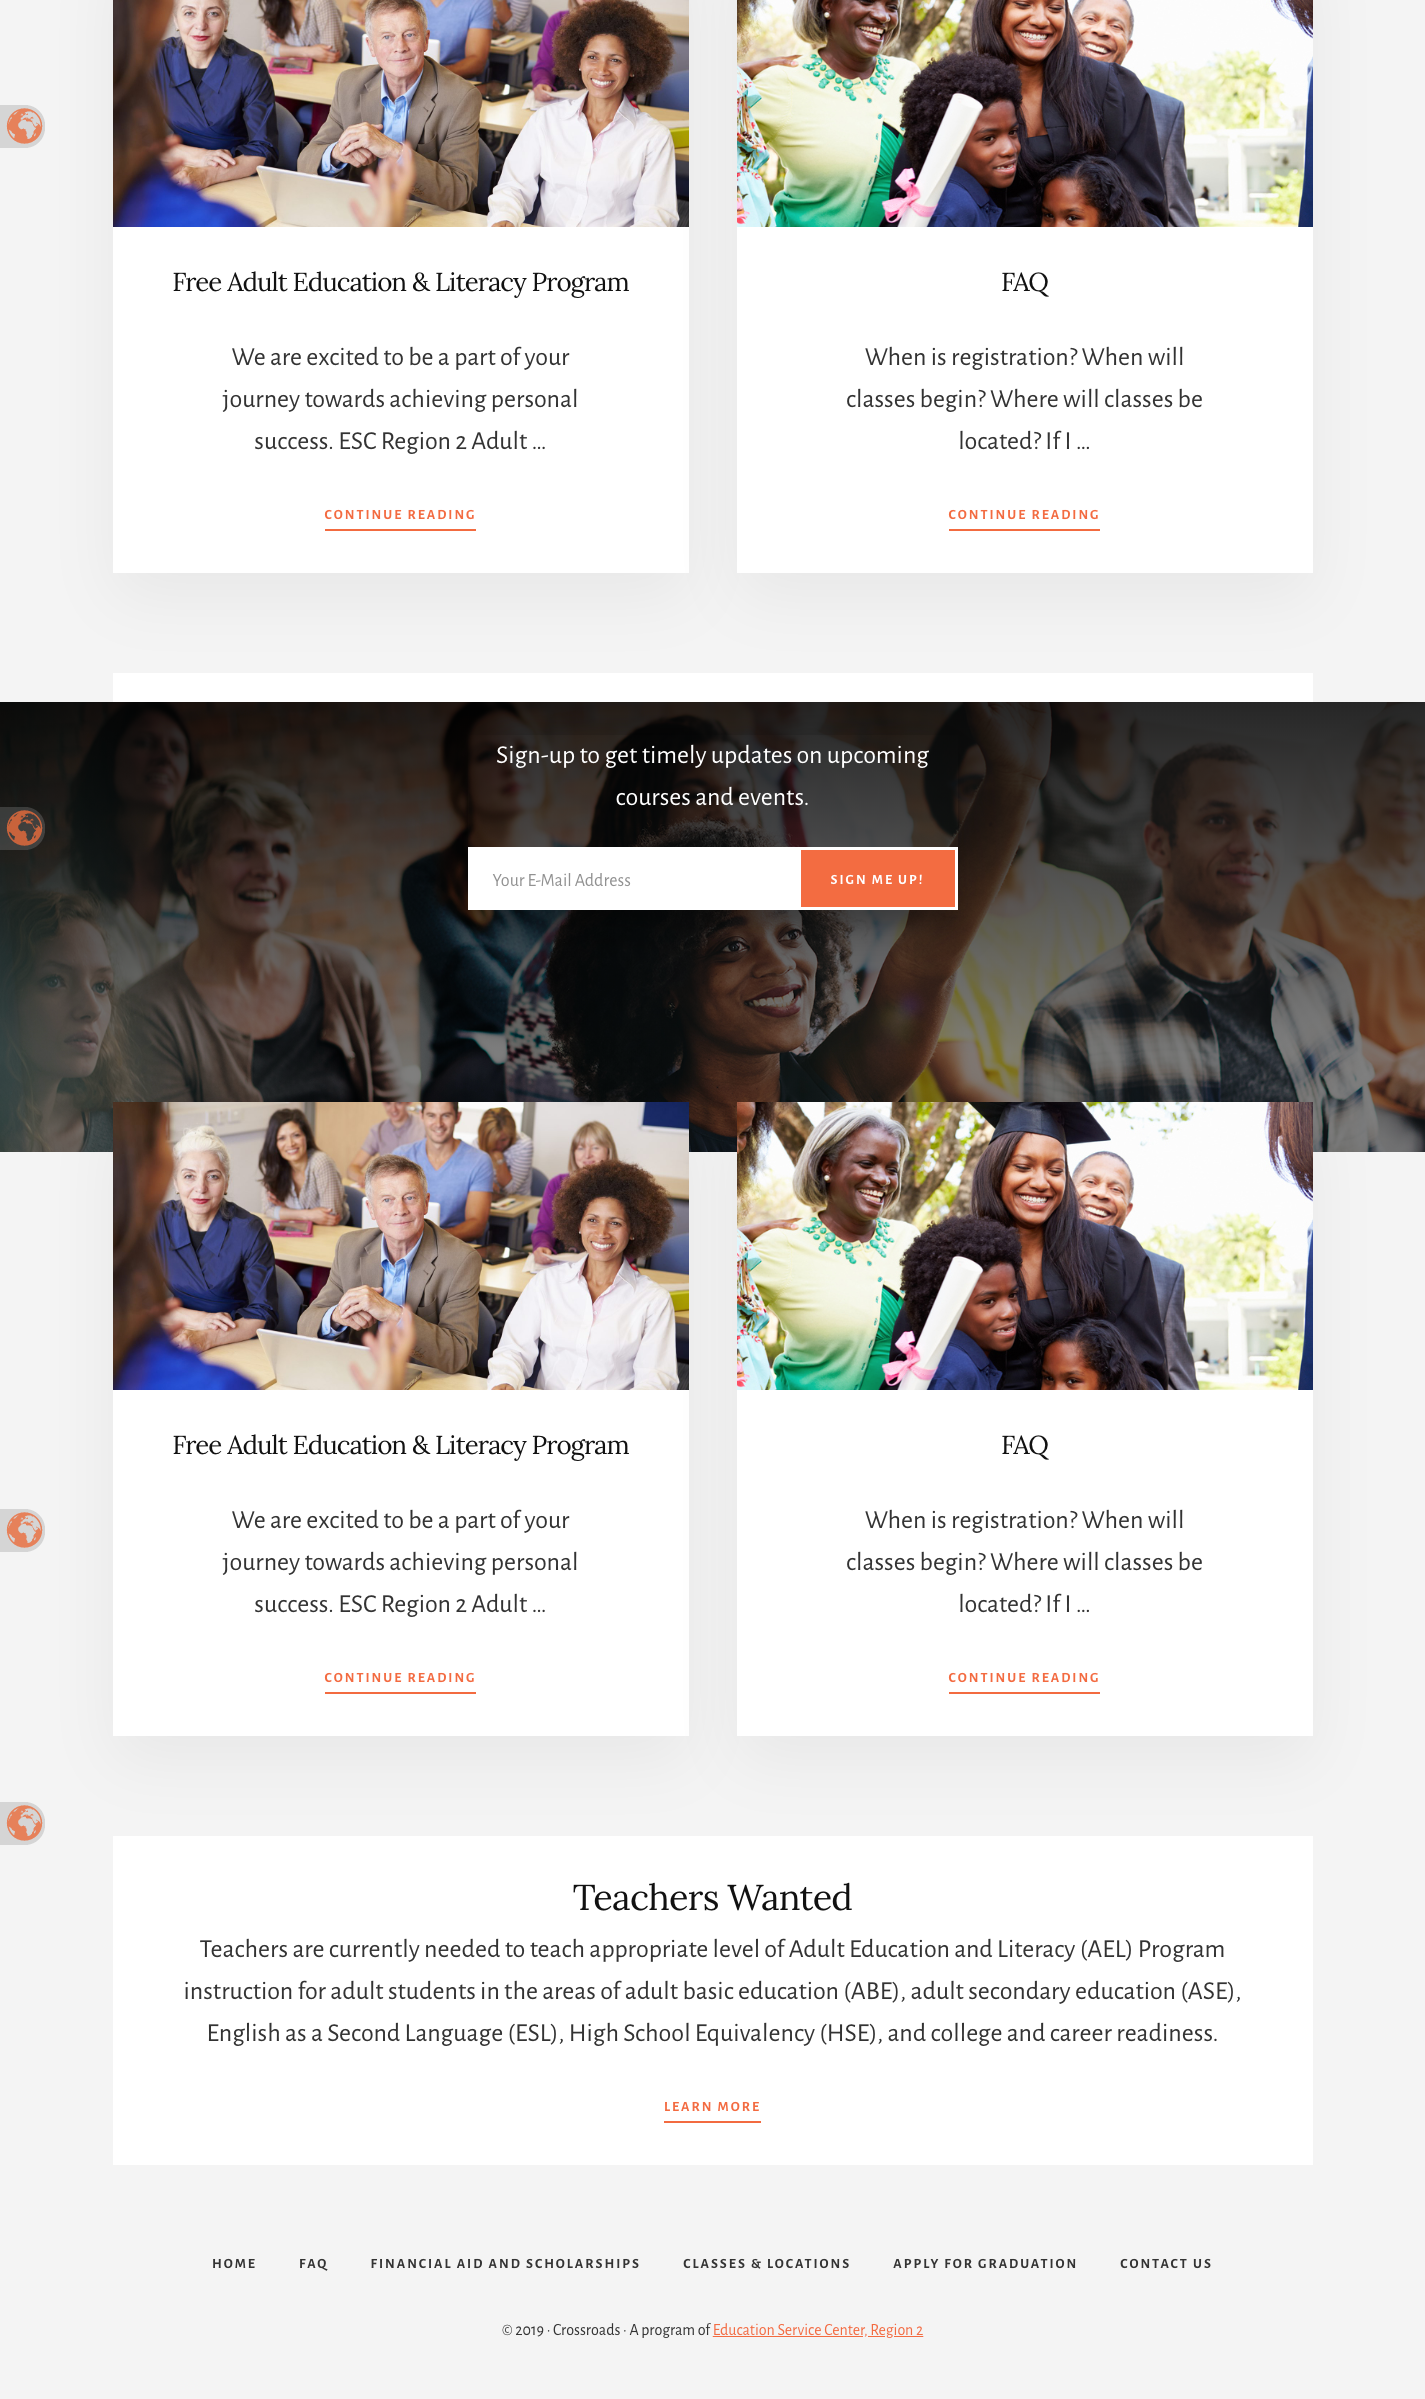 Free Adult Education & Literacy Program
We are excited to be a part of your
journey towards achieving personal
success. ESC Region 2 Adult ...
CONTINUE READING
FAQ
When is registration? When will
classes begin? Where will classes be
located? If I ...
CONTINUE READING
Sign-up to get timely updates on upcoming
courses and events.
Your E-Mail Address
SIGN ME UP!
Free Adult Education & Literacy Program
We are excited to be a part of your
journey towards achieving personal
success. ESC Region 2 Adult ...
CONTINUE READING
FAQ
When is registration? When will
classes begin? Where will classes be
located? If I ...
CONTINUE READING
Teachers Wanted
Teachers are currently needed to teach appropriate level of Adult Education and Literacy (AEL) Program
instruction for adult students in the areas of adult basic education (ABE), adult secondary education (ASE),
English as a Second Language (ESL), High School Equivalency (HSE), and college and career readiness.
LEARN MORE
HOME FAQ FINANCIAL AID AND SCHOLARSHIPS CLASSES & LOCATIONS APPLY FOR GRADUATION CONTACT US
© 2019 · Crossroads · A program of Education Service Center, Region 2